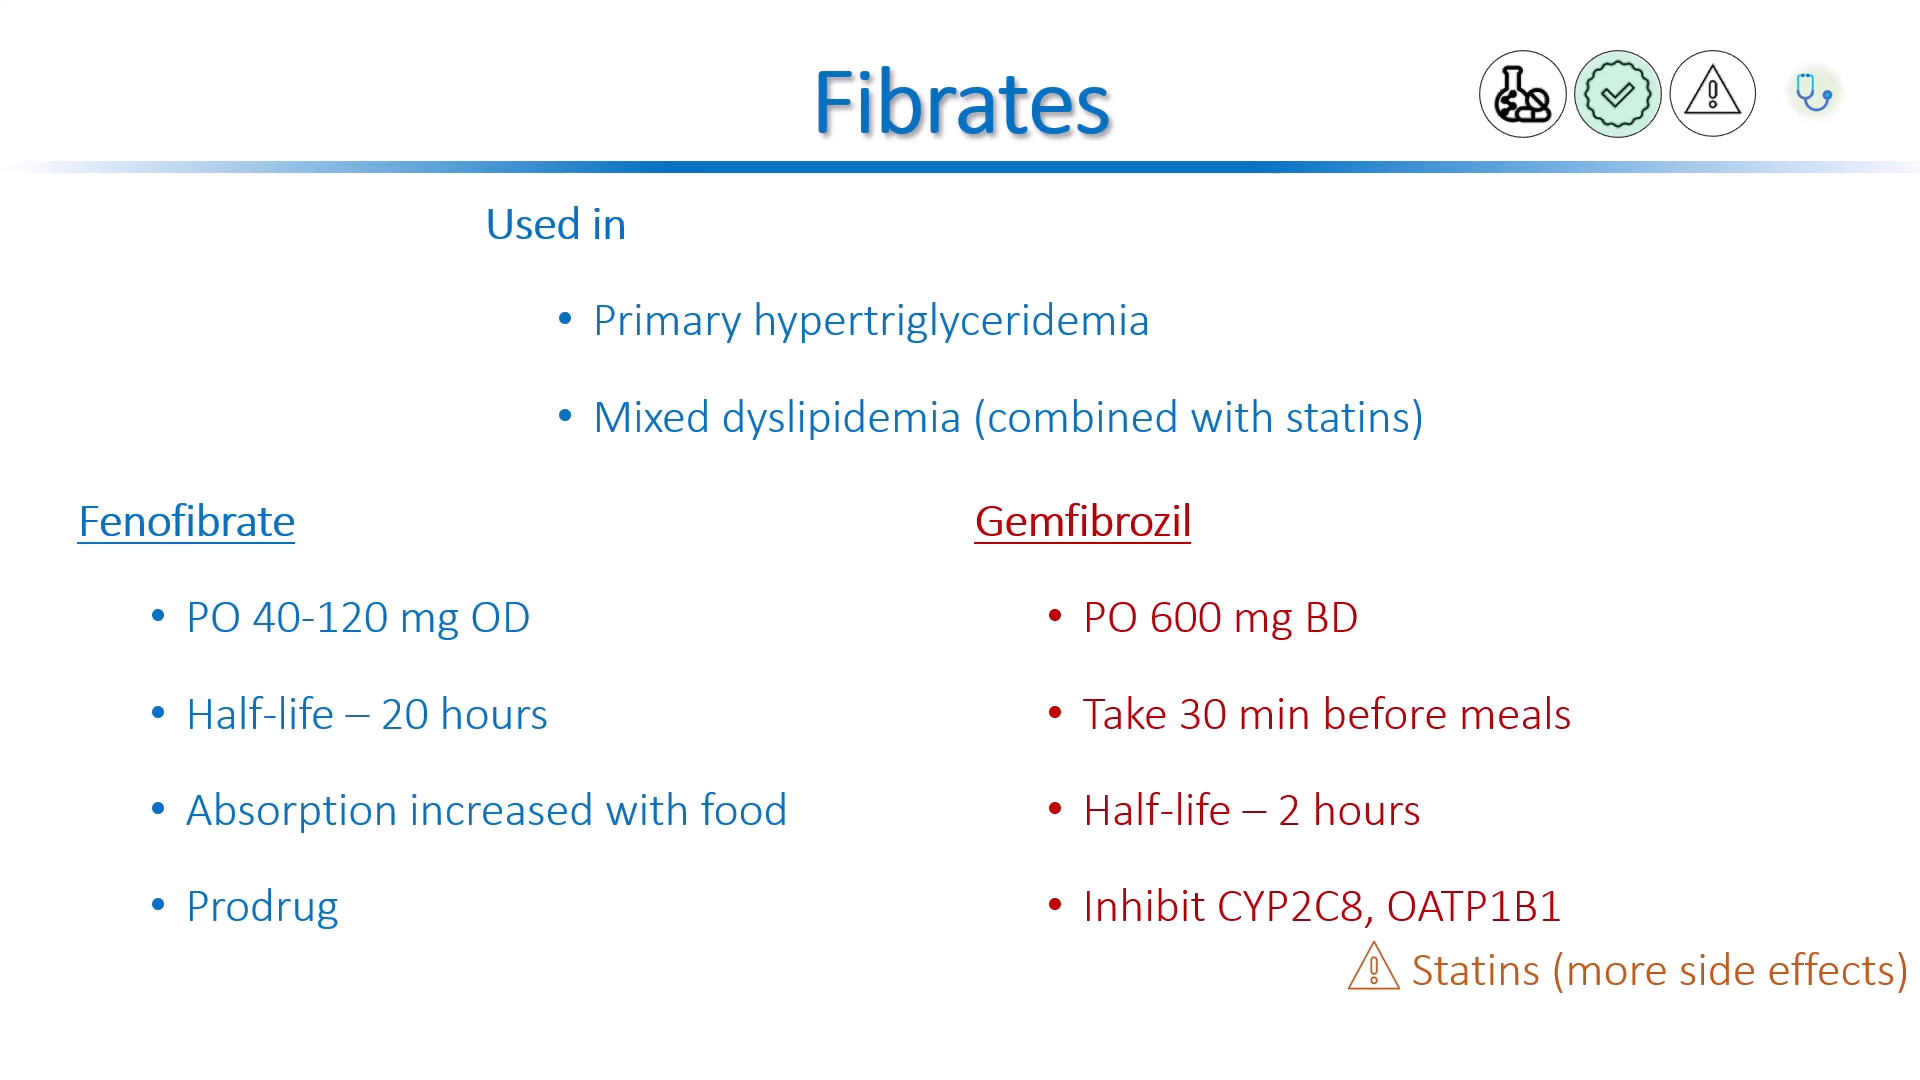 Fibrates
Used in
• Primary hypertriglyceridemia
• Mixed dyslipidemia (combined with statins)
Fenofibrate
• PO 40-120 mg OD
• Half-life – 20 hours
• Absorption increased with food
• Prodrug
Gemfibrozil
• PO 600 mg BD
• Take 30 min before meals
• Half-life – 2 hours
• Inhibit CYP2C8, OATP1B1
Statins (more side effects)